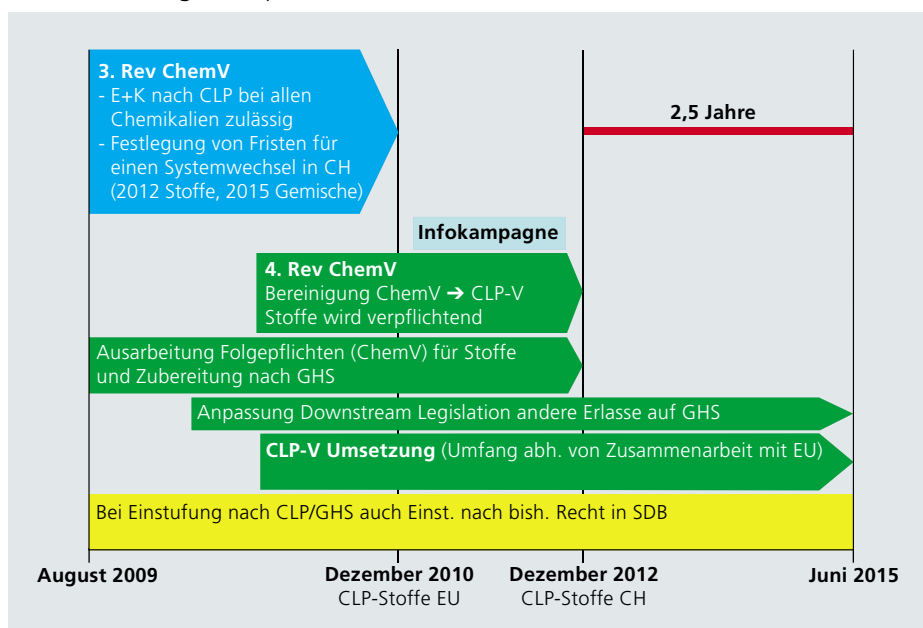 3. Rev ChemV
- E+K nach CLP bei allen
Chemikalien zulässig
- Festlegung von Fristen für
einen Systemwechsel in CH
(2012 Stoffe, 2015 Gemische)
2,5 Jahre
Infokampagne
4. Rev ChemV
Bereinigung ChemV ➔ CLP-V
Stoffe wird verpflichtend
Ausarbeitung Folgepflichten (ChemV) für Stoffe
und Zubereitung nach GHS
Anpassung Downstream Legislation andere Erlasse auf GHS
CLP-V Umsetzung (Umfang abh. von Zusammenarbeit mit EU)
Bei Einstufung nach CLP/GHS auch Einst. nach bish. Recht in SDB
August 2009
Dezember 2010
CLP-Stoffe EU
Dezember 2012
CLP-Stoffe CH
Juni 2015